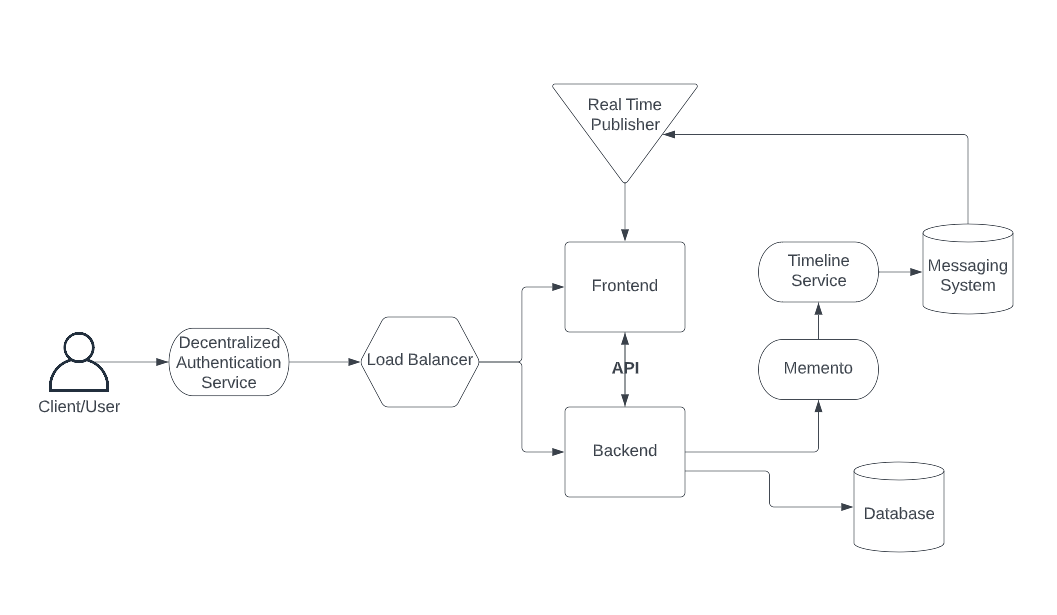 Real Time
Publisher
Frontend
Timeline
Service
Messaging
System
Decentralized
Authentication
Service
Load Balancer
API
Memento
Client/User
Backend
Database